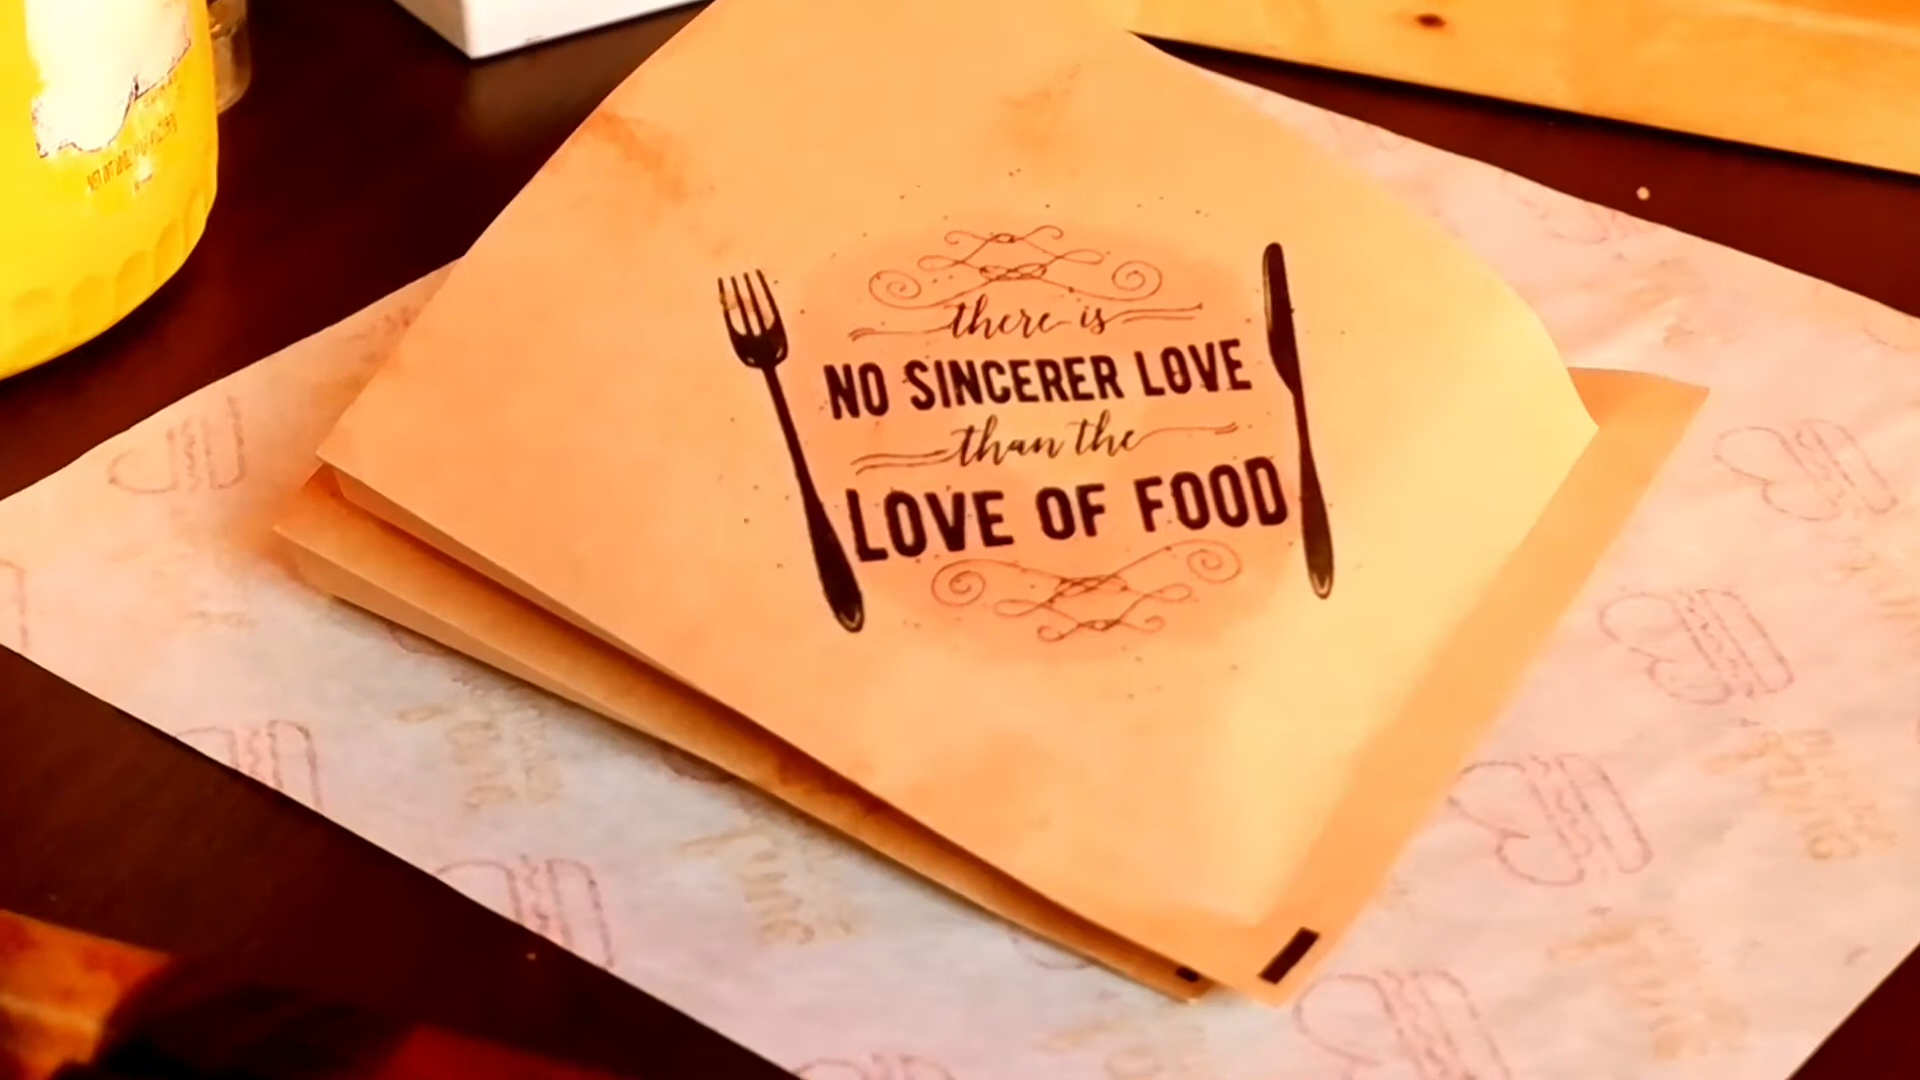 there is
NO SINCERER LOVE
than the
LOVE OF FOOD